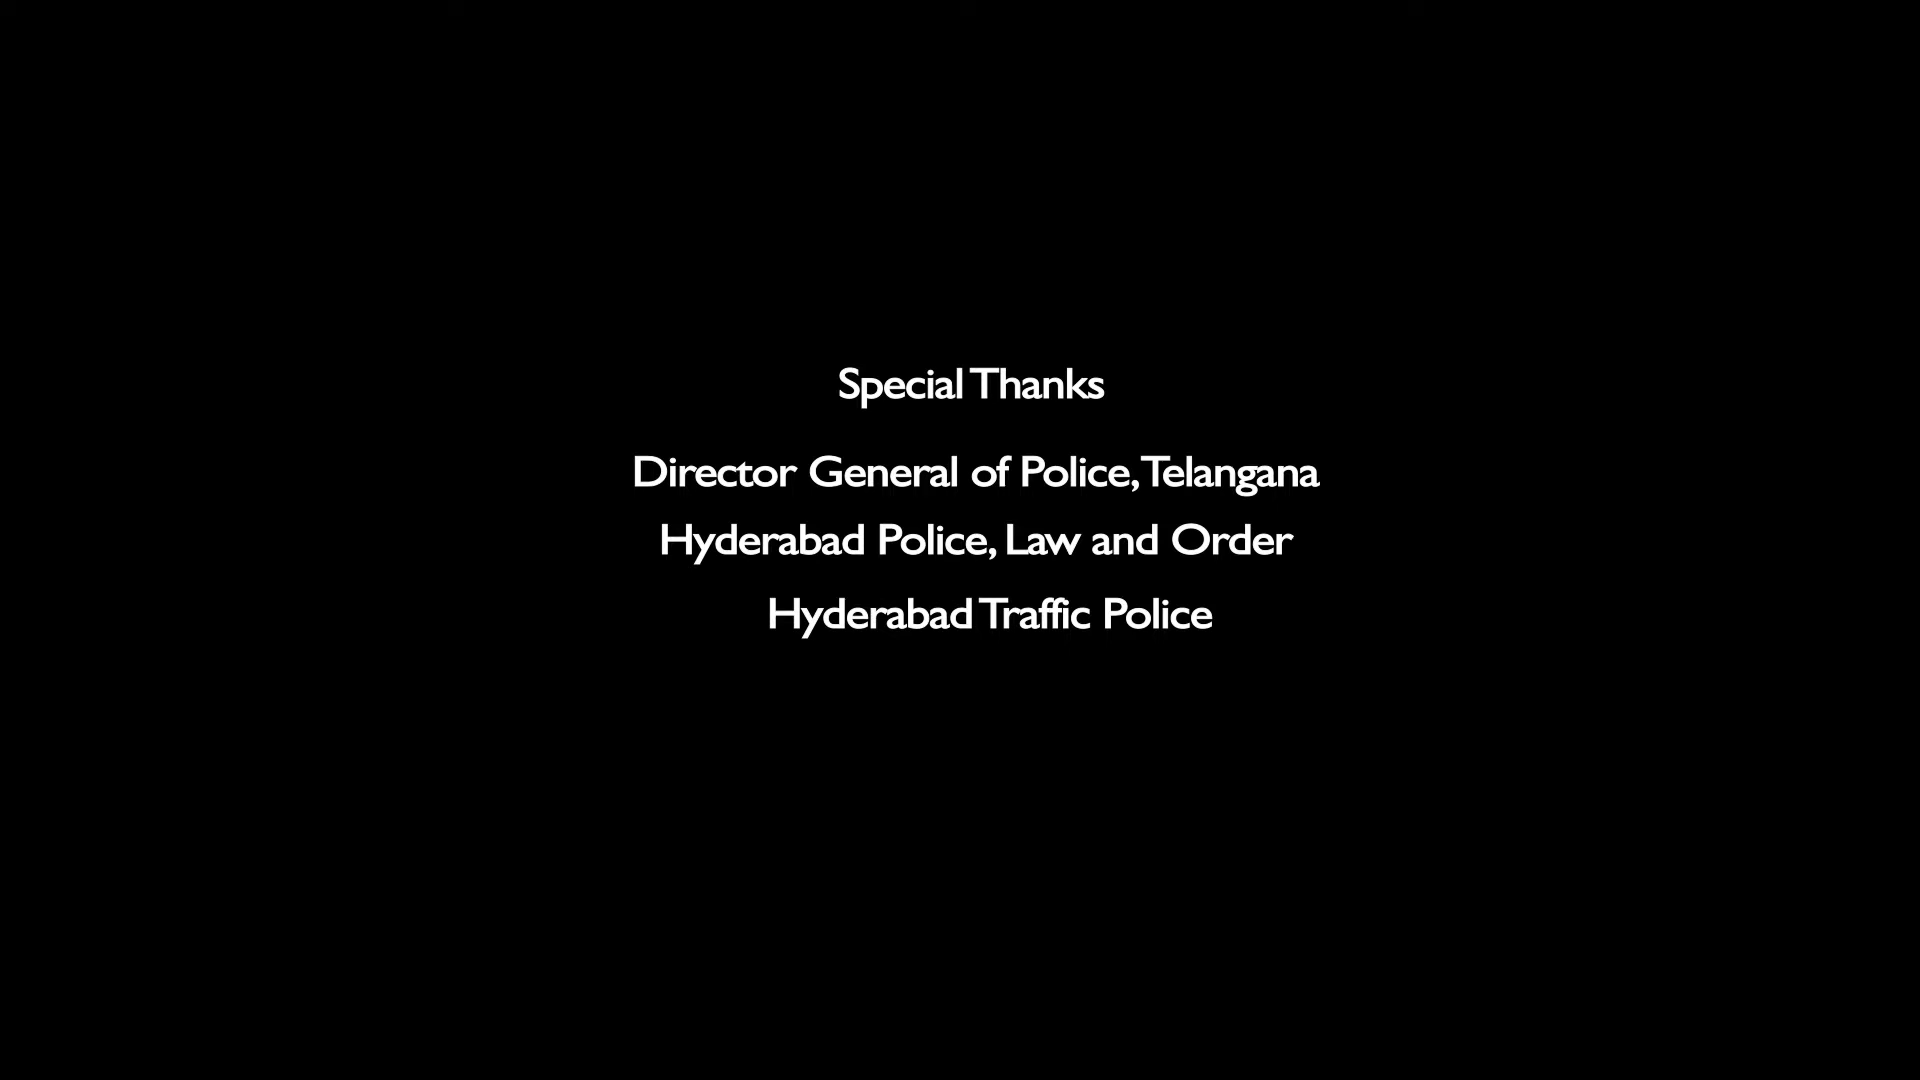 Special Thanks
Director General of Police, Telangana
Hyderabad Police, Law and Order
Hyderabad Traffic Police